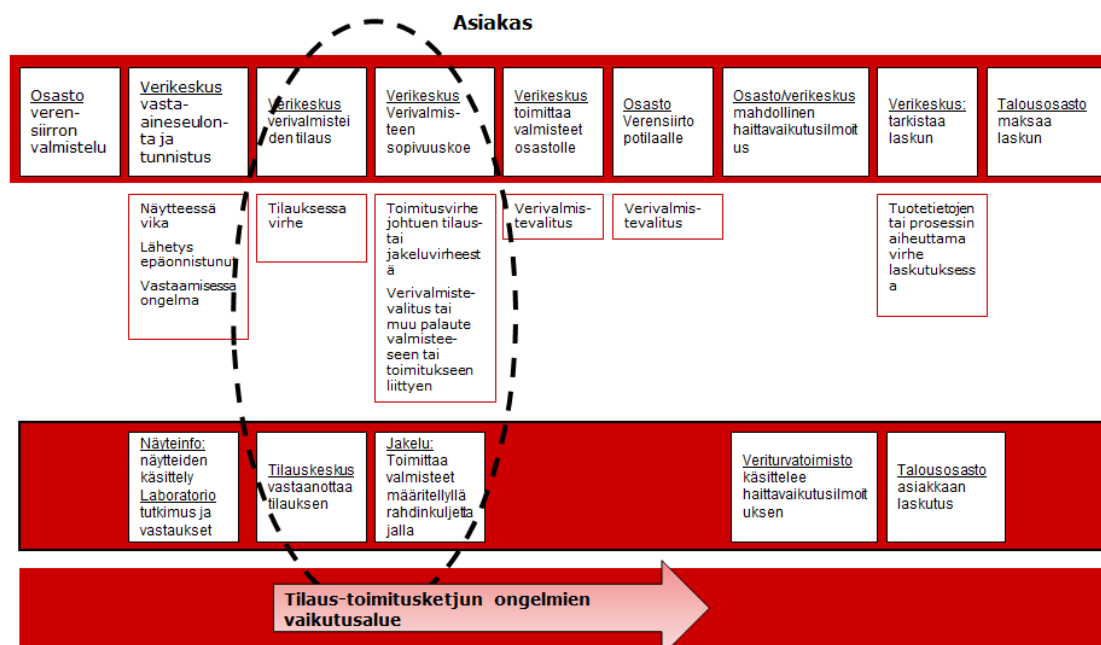 Asiakas
Osasto
veren-
siirron
valmistelu
Verikeskus
vasta-
aineseulon-
ta ja
tunnistus
Verikeskus
verivalmistei
den tilaus
Verikeskus
Verivalmis-
teen
sopivuuskoe
Verikeskus
toimittaa
valmisteet
osastolle
Osasto
Verensiirto
potilaalle
Osasto/verikeskus
mahdollinen
haittavaikutusilmoit
us
Verikeskus:
tarkistaa
laskun
Talousosasto
maksaa
laskun
Näytteessä
vika
Lähetys
epäonnistunut
Vastaamisessa
ongelma
Tilauksessa
virhe
Toimitusvirhe
johtuen tilaus-
tai
jakeluvirheest
ä
Verivalmiste-
valitus tai
muu palaute
valmistee-
seen tai
toimitukseen
liittyen
Verivalmis-
tevalitus
Verivalmis-
tevalitus
Tuotetietojen
tai prosessin
aiheuttama
virhe
laskutuksess
a
Näyteinfo:
näytteiden
käsittely
Laboratorio
tutkimus ja
vastaukset
Tilauskeskus
vastaanottaa
tilauksen
Jakelu:
Toimittaa
valmisteet
määritellyllä
rahdinkuljetta
jalla
Veriturvatoimisto
käsittelee
haittavaikutusilmoit
uksen
Talousosasto
asiakkaan
laskutus
Tilaus-toimitusketjun ongelmien
vaikutusalue